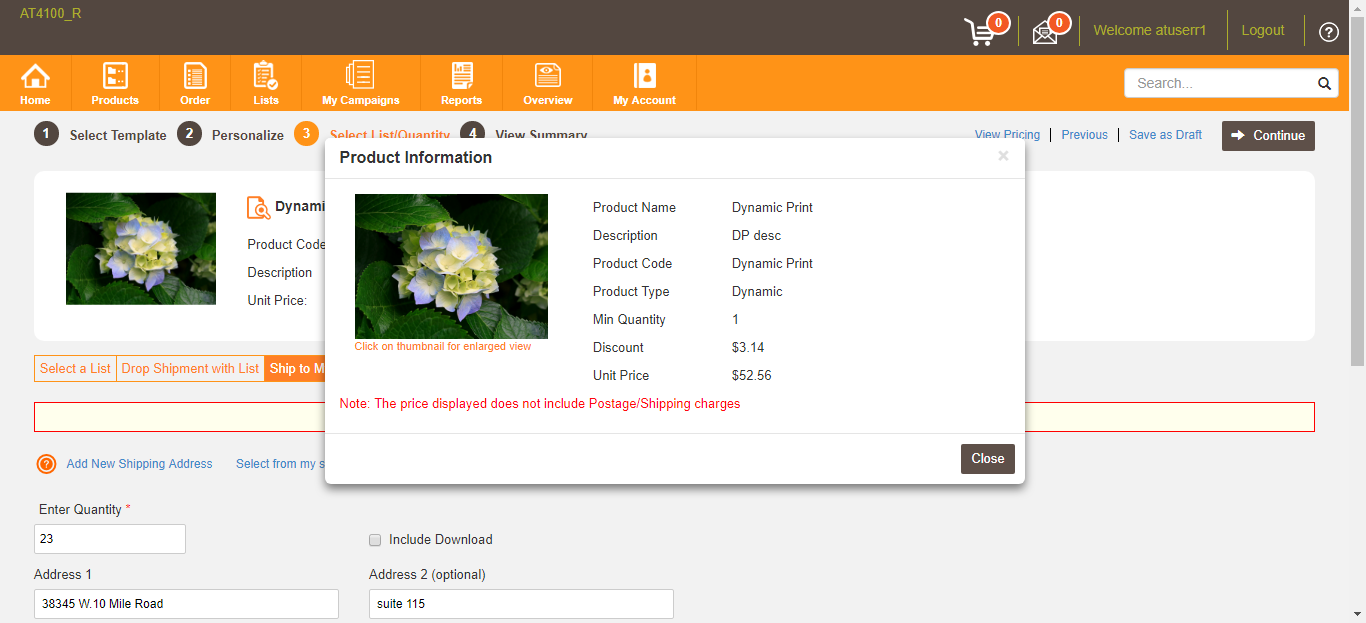 AT4100_R
0
0
Welcome atuserr1
Logout
?
Home
Products
Order
Lists
My Campaigns
Reports
Overview
My Account
Search...
1 Select Template 2 Personalize 3 Select List/Quantity 4 View Summary
View Pricing Previous Save as Draft Continue
Product Information ×
Dynami
Product Code
Description
Unit Price:
Product Name Dynamic Print
Description DP desc
Product Code Dynamic Print
Product Type Dynamic
Min Quantity 1
Discount $3.14
Unit Price $52.56
Click on thumbnail for enlarged view
Note: The price displayed does not include Postage/Shipping charges
Close
Select a List Drop Shipment with List Ship to M
? Add New Shipping Address Select from my s
Enter Quantity *
23
Include Download
Address 1 Address 2 (optional)
38345 W.10 Mile Road suite 115